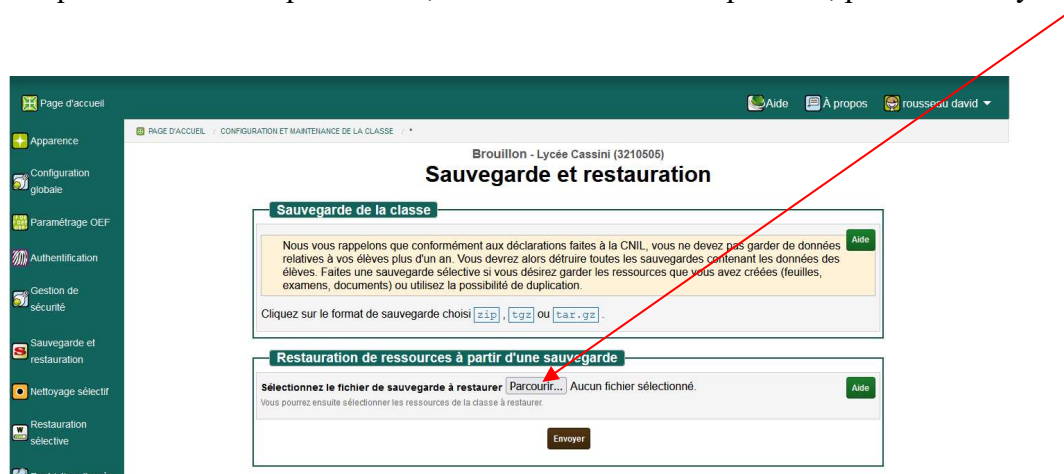 Page d'accueil
Aide
À propos
rousseau david
PAGE D'ACCUEIL / CONFIGURATION ET MAINTENANCE DE LA CLASSE / •
Apparence
Configuration
globale
Paramétrage OEF
Authentification
Gestion de
sécurité
Sauvegarde et
restauration
Nettoyage sélectif
Restauration
sélective
Brouillon - Lycée Cassini (3210505)
Sauvegarde et restauration
Sauvegarde de la classe
Aide
Nous vous rappelons que conformément aux déclarations faites à la CNIL, vous ne devez pas garder de données
relatives à vos élèves plus d'un an. Vous devrez alors détruire toutes les sauvegardes contenant les données des
élèves. Faites une sauvegarde sélective si vous désirez garder les ressources que vous avez créées (feuilles,
examens, documents) ou utilisez la possibilité de duplication.
Cliquez sur le format de sauvegarde choisi zip , tgz ou tar.gz .
Restauration de ressources à partir d'une sauvegarde
Sélectionnez le fichier de sauvegarde à restaurer Parcourir... Aucun fichier sélectionné.
Aide
Vous pourrez ensuite sélectionner les ressources de la classe à restaurer.
Envoyer